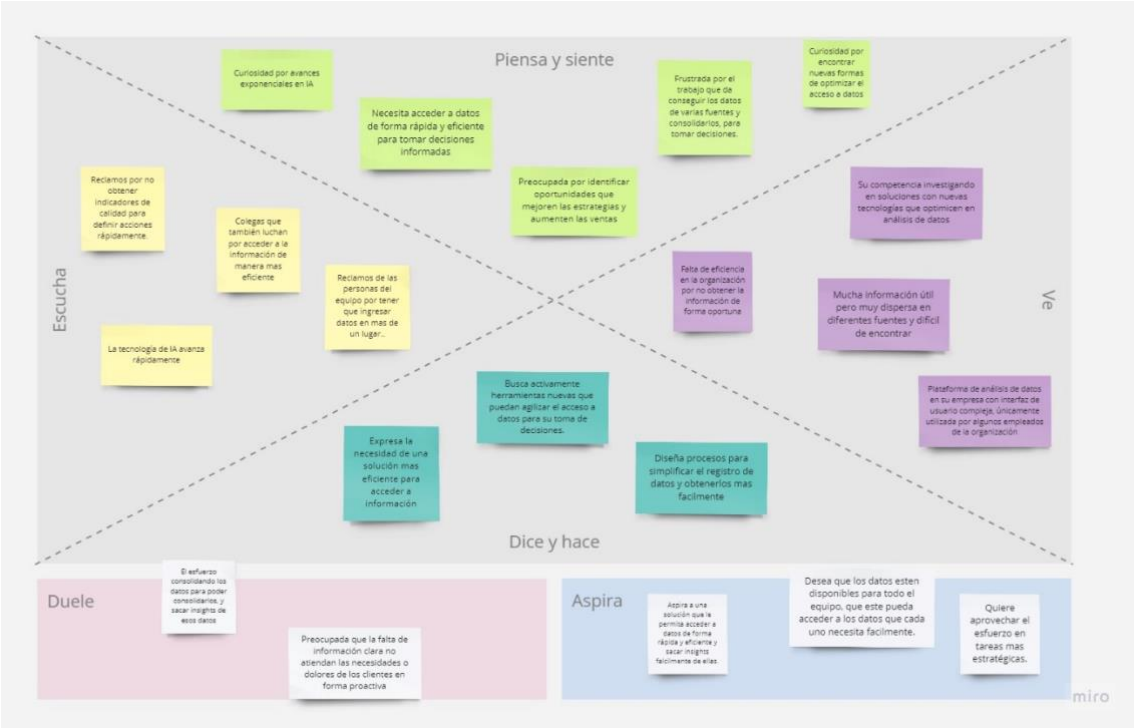 Piensa y siente
Curiosidad por avances
exponenciales en IA
Necesita acceder a datos
de forma rápida y eficiente
para tomar decisiones
informadas
Preocupada por identificar
oportunidades que
mejoren las estrategias y
aumenten las ventas
Frustrada por el
trabajo que da
conseguir los datos
de varias fuentes y
consolidarlos, para
tomar decisiones.
Curiosidad por
encontrar
nuevas formas
de optimizar el
acceso a datos
Escucha
Reclamos por no
obtener
indicadores de
calidad para
definir acciones
rápidamente.
Colegas que
también luchan
por acceder a la
información de
manera mas
eficiente
Reclamos de las
personas del
equipo por tener
que ingresar
datos en mas de
un lugar..
La tecnología de IA avanza
rápidamente
Ve
Su competencia investigando
en soluciones con nuevas
tecnologías que optimicen en
análisis de datos
Falta de eficiencia
en la organización
por no obtener la
información de
forma oportuna
Mucha información útil
pero muy dispersa en
diferentes fuentes y difícil
de encontrar
Plataforma de análisis de datos
en su empresa con interfaz de
usuario compleja, únicamente
utilizada por algunos empleados
de la organización
Busca activamente
herramientas nuevas que
puedan agilizar el acceso a
datos para su toma de
decisiones.
Expresa la
necesidad de una
solución mas
eficiente para
acceder a
información
Diseña procesos para
simplificar el registro de
datos y obtenerlos mas
facilmente
Dice y hace
Duele
El esfuerzo
consolidando los
datos para poder
consolidarlos, y
sacar insights de
esos datos
Preocupada que la falta de
información clara no
atiendan las necesidades o
dolores de los clientes en
forma proactiva
Aspira
Aspira a una
solución que le
permita acceder a
datos de forma
rápida y eficiente y
sacar insights
falcilmente de ellas.
Desea que los datos esten
disponibles para todo el
equipo, que este pueda
acceder a los datos que cada
uno necesita facilmente.
Quiere
aprovechar el
esfuerzo en
tareas mas
estratégicas.
miro